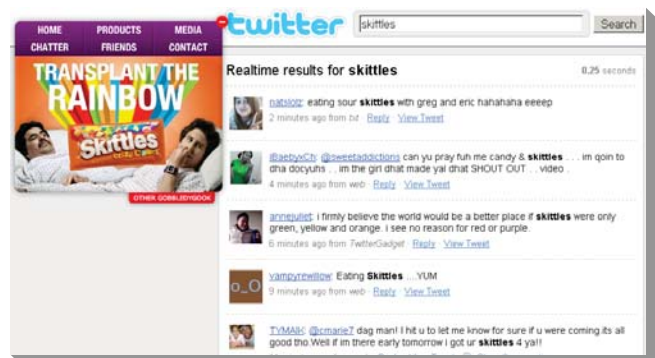 HOME PRODUCTS MEDIA
CHATTER FRIENDS CONTACT
TRANSPLANT THE
RAINBOW
Skittles
OTHER GOBBLEDYGOOK
twitter
skittles
Search
Realtime results for skittles
0.25 seconds
natslotz: eating sour skittles with greg and eric hahahaha eeeep
2 minutes ago from txt · Reply · View Tweet
iBaebyxCh: @sweetaddictions can yu pray fuh me candy & skittles . . . im qoin to
dha docyuhs . . im the girl dhat made yal dhat SHOUT OUT . . video .
4 minutes ago from web · Reply · View Tweet
annejuliet: i firmly believe the world would be a better place if skittles were only
green, yellow and orange. i see no reason for red or purple.
6 minutes ago from TwitterGadget · Reply · View Tweet
o_O
vampyrewillow: Eating Skittles ....YUM
9 minutes ago from web · Reply · View Tweet
TYMAIH: @cmarie7 dag man! I hit u to let me know for sure if u were coming.its all
good tho.Well if im there early tomorrow i got ur skittles 4 ya!!